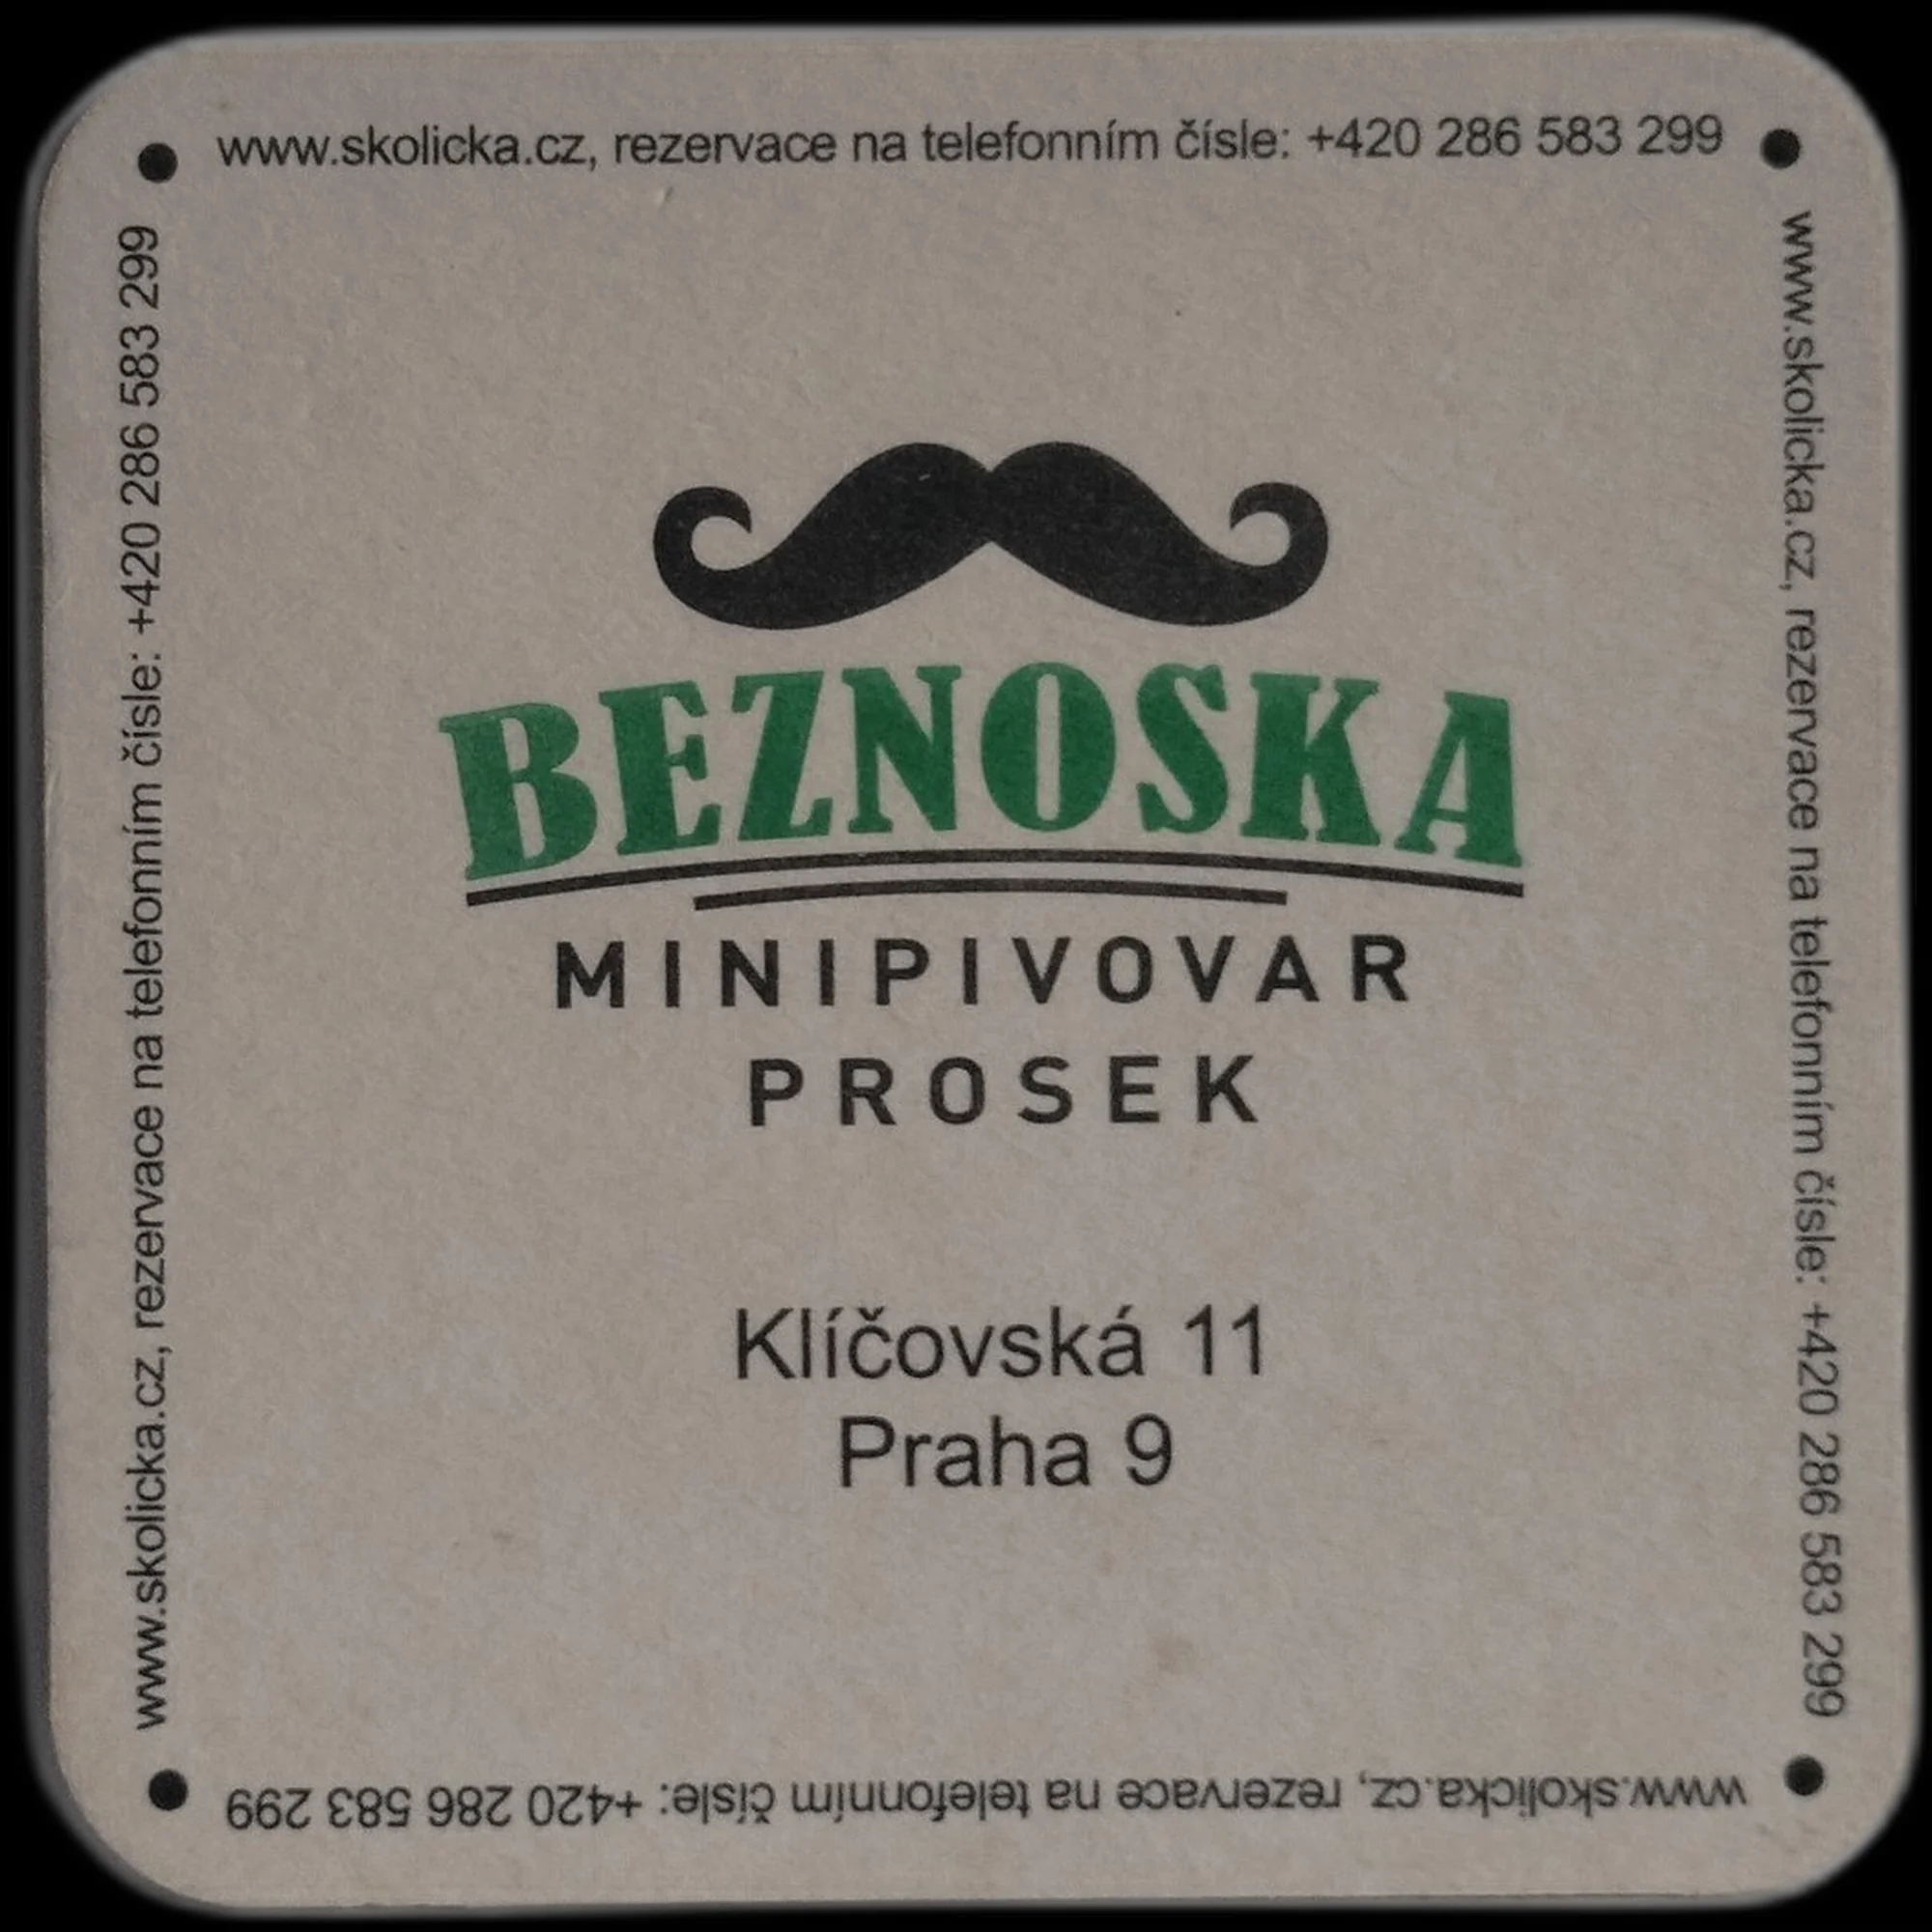 www.skolicka.cz, rezervace na telefonním čísle: +420 286 583 299
www.skolicka.cz, rezervace na telefonním čísle: +420 286 583 299
www.skolicka.cz, rezervace na telefonním čísle: +420 286 583 299
BEZNOSKA
MINIPIVOVAR
PROSEK
Klíčovská 11
Praha 9
www.skolicka.cz, rezervace na telefonním čísle: +420 286 583 299